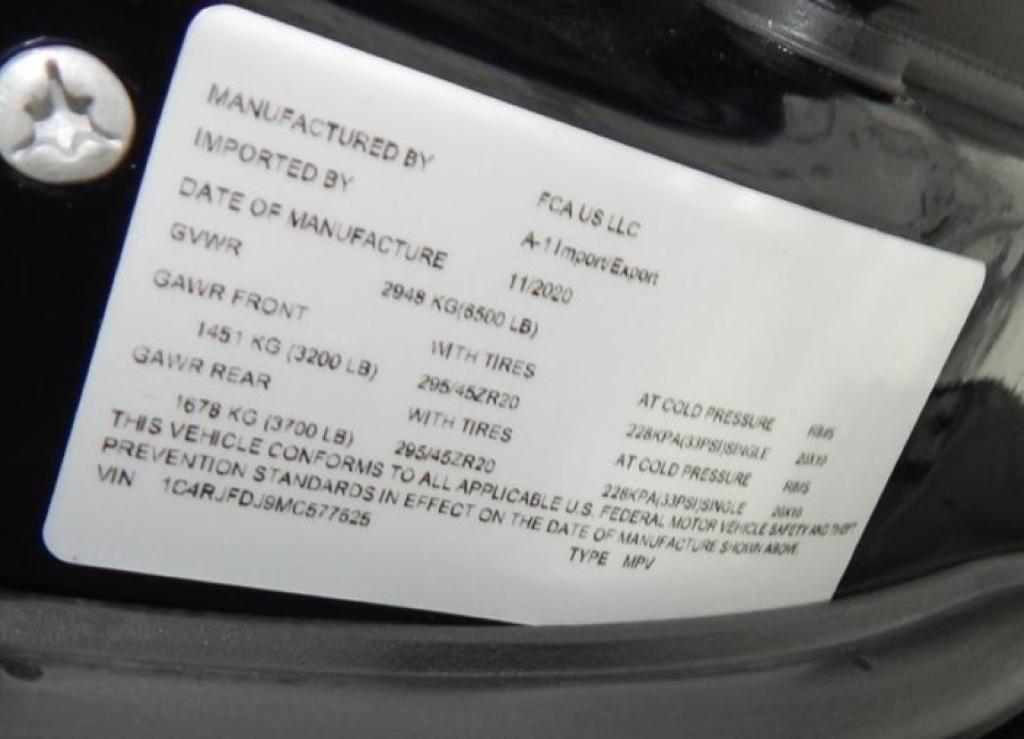 MANUFACTURED BY FCA US LLC
IMPORTED BY A-1 Import/Export
DATE OF MANUFACTURE 11/2020
GVWR 2948 KG(6500 LB)
GAWR FRONT WITH TIRES AT COLD PRESSURE RIMS
1451 KG (3200 LB) 295/45ZR20 228KPA(33PSI)SINGLE 20X10
GAWR REAR WITH TIRES AT COLD PRESSURE RIMS
1678 KG (3700 LB) 295/45ZR20 228KPA(33PSI)SINGLE 20X10
THIS VEHICLE CONFORMS TO ALL APPLICABLE U.S. FEDERAL MOTOR VEHICLE SAFETY AND THEFT
PREVENTION STANDARDS IN EFFECT ON THE DATE OF MANUFACTURE SHOWN ABOVE.
VIN 1C4RJFDJ9MC577625 TYPE MPV